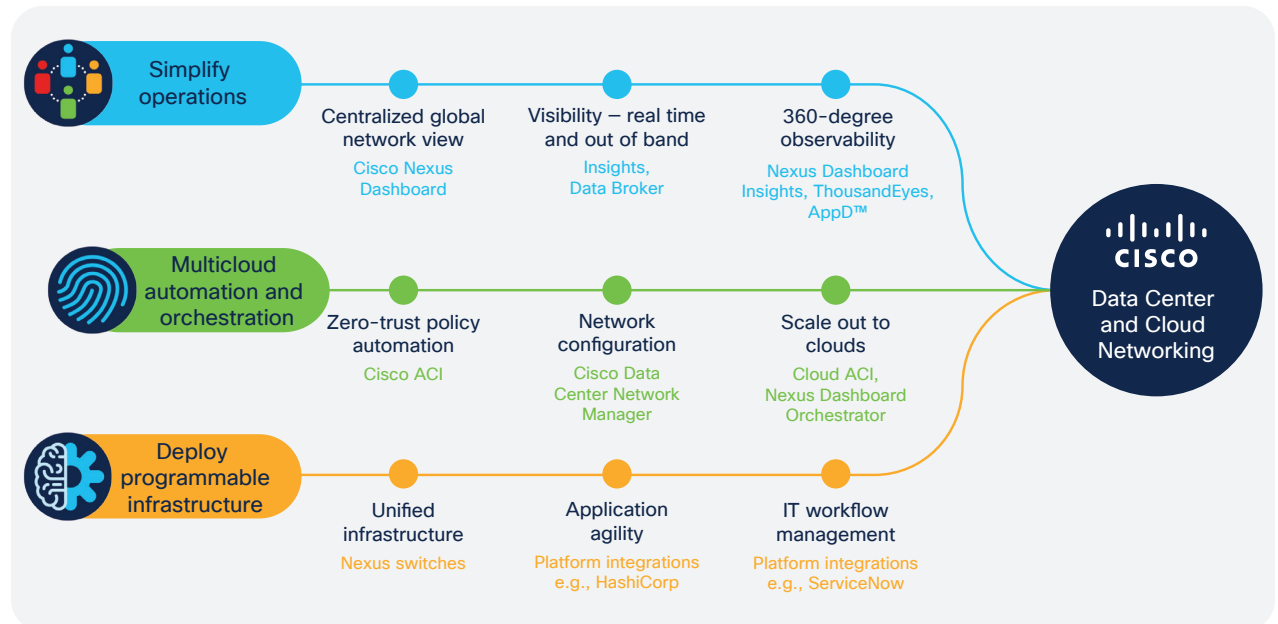 Simplify
operations
Centralized global
network view
Cisco Nexus
Dashboard
Visibility – real time
and out of band
Insights,
Data Broker
360-degree
observability
Nexus Dashboard
Insights, ThousandEyes,
AppD™
Multicloud
automation and
orchestration
Zero-trust policy
automation
Cisco ACI
Network
configuration
Cisco Data
Center Network
Manager
Scale out to
clouds
Cloud ACI,
Nexus Dashboard
Orchestrator
Deploy
programmable
infrastructure
Unified
infrastructure
Nexus switches
Application
agility
Platform integrations
e.g., HashiCorp
IT workflow
management
Platform integrations
e.g., ServiceNow
CISCO
Data Center
and Cloud
Networking